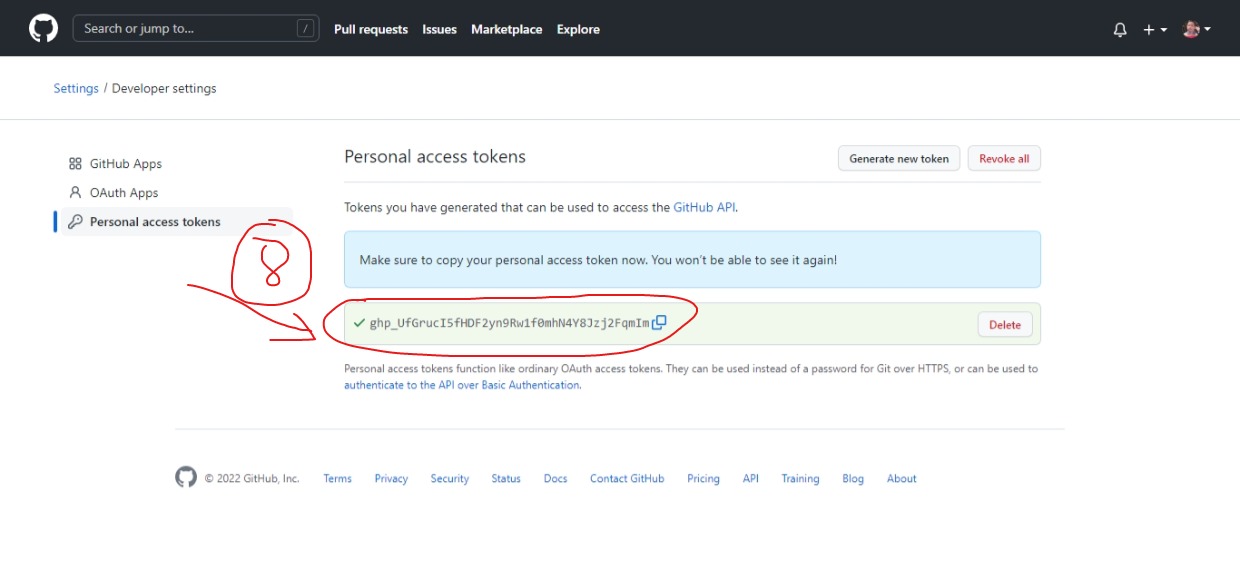 Search or jump to... / Pull requests Issues Marketplace Explore
Settings / Developer settings
GitHub Apps
OAuth Apps
Personal access tokens
8
Personal access tokens Generate new token Revoke all
Tokens you have generated that can be used to access the GitHub API.
Make sure to copy your personal access token now. You won't be able to see it again!
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 Delete
Personal access tokens function like ordinary OAuth access tokens. They can be used instead of a password for Git over HTTPS, or can be used to
authenticate to the API over Basic Authentication.
© 2022 GitHub, Inc. Terms Privacy Security Status Docs Contact GitHub Pricing API Training Blog About